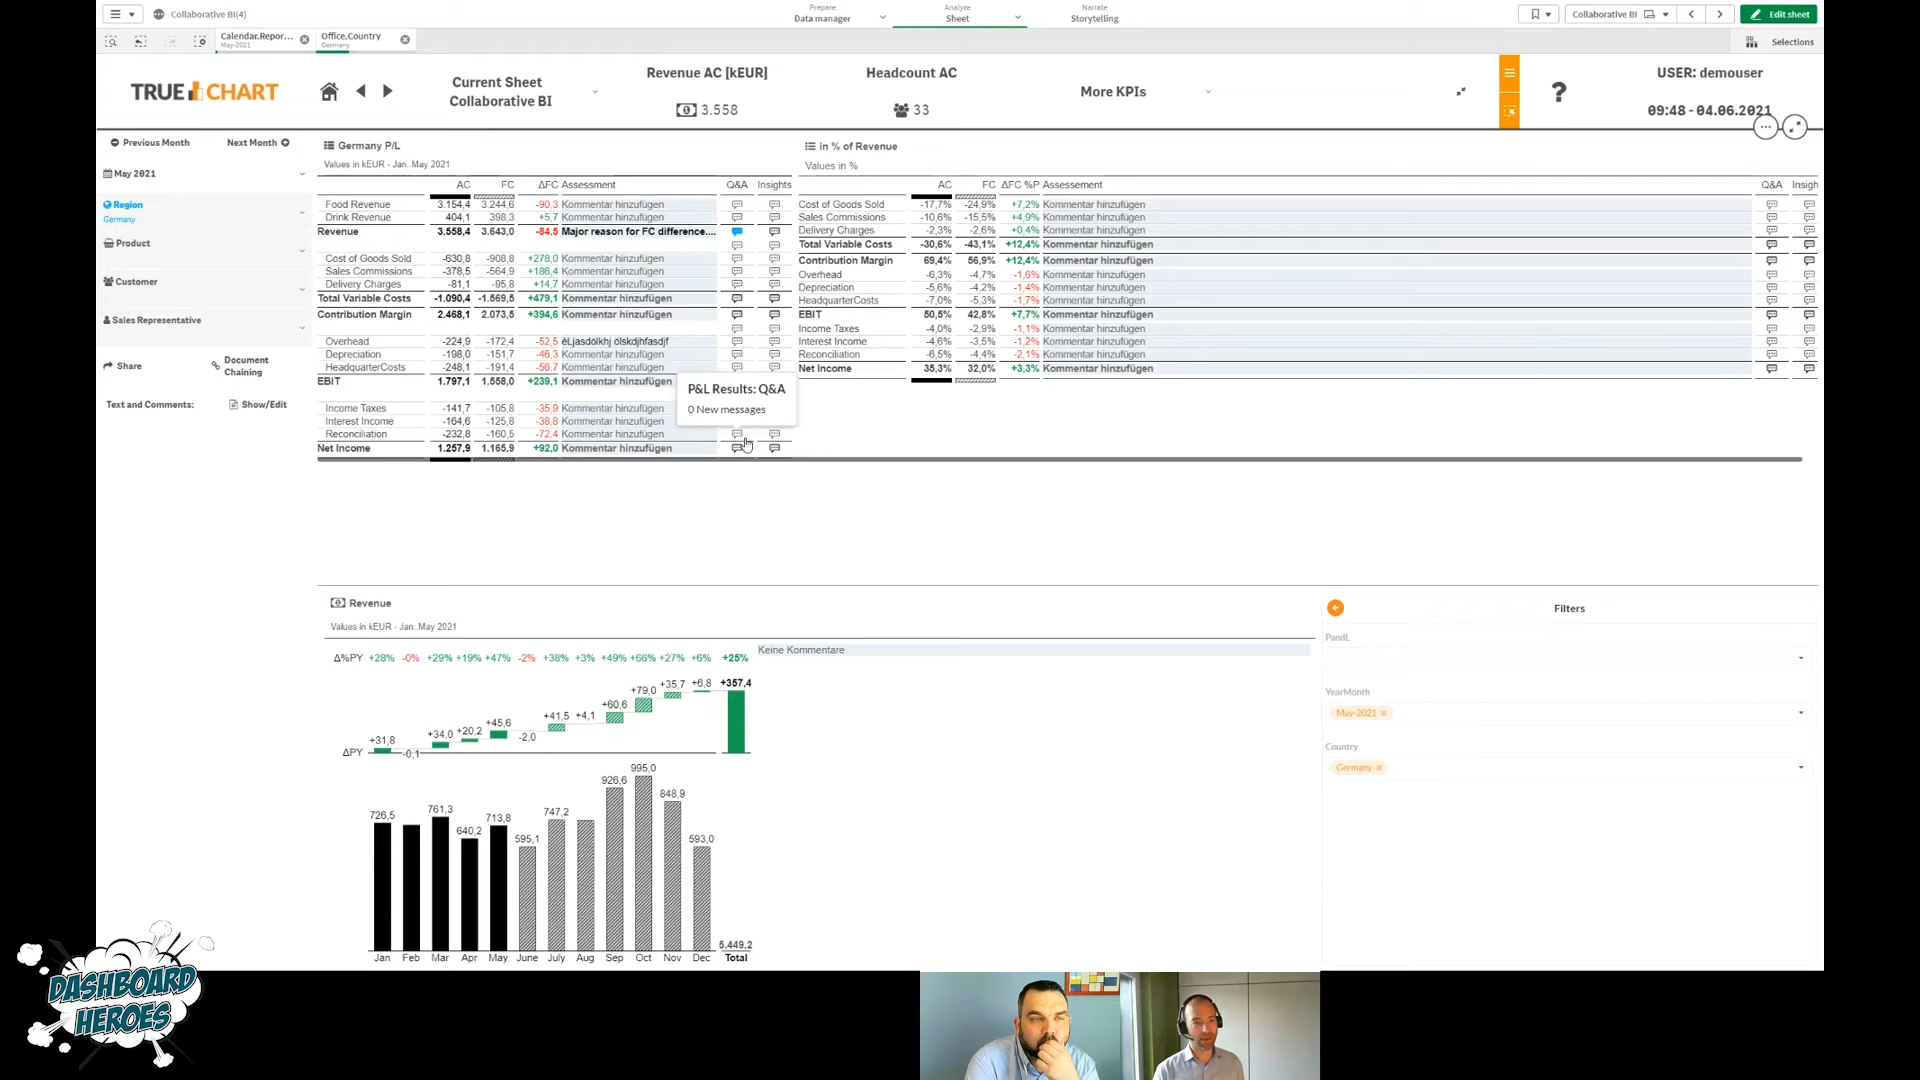 Collaborative BI(4)
Prepare
Data manager
Analyze
Sheet
Narrate
Storytelling
Collaborative BI
Edit sheet
Calendar.Repor...
May-2021
Office.Country
Germany
Selections
TRUE CHART
Current Sheet
Collaborative BI
Revenue AC [kEUR]
3.558
Headcount AC
33
More KPIs
?
USER: demouser
09:48 - 04.06.2021
Previous Month
Next Month
May 2021
Region
Germany
Product
Customer
Sales Representative
Share
Document
Chaining
Text and Comments:
Show/Edit
Germany P/L
Values in kEUR - Jan..May 2021
AC FC ΔFC Assessment Q&A Insights
Food Revenue 3.154,4 3.244,6 -90,3 Kommentar hinzufügen
Drink Revenue 404,1 398,3 +5,7 Kommentar hinzufügen
Revenue 3.558,4 3.643,0 -84,5 Major reason for FC difference....
Cost of Goods Sold -630,8 -908,8 +278,0 Kommentar hinzufügen
Sales Commissions -378,5 -564,9 +186,4 Kommentar hinzufügen
Delivery Charges -81,1 -95,8 +14,7 Kommentar hinzufügen
Total Variable Costs -1.090,4 -1.569,5 +479,1 Kommentar hinzufügen
Contribution Margin 2.468,1 2.073,5 +394,6 Kommentar hinzufügen
Overhead -224,9 -172,4 -52,5 éLjasdólkhj ólskdjhfasdjf
Depreciation -198,0 -151,7 -46,3 Kommentar hinzufügen
HeadquarterCosts -248,1 -191,4 -56,7 Kommentar hinzufügen
EBIT 1.797,1 1.558,0 +239,1 Kommentar hinzufügen
Income Taxes -141,7 -105,8 -35,9 Kommentar hinzufügen
Interest Income -164,6 -125,8 -38,8 Kommentar hinzufügen
Reconciliation -232,8 -160,5 -72,4 Kommentar hinzufügen
Net Income 1.257,9 1.165,9 +92,0 Kommentar hinzufügen
P&L Results: Q&A
0 New messages
in % of Revenue
Values in %
AC FC ΔFC %P Assessement Q&A Insigh
Cost of Goods Sold -17,7% -24,9% +7,2% Kommentar hinzufügen
Sales Commissions -10,6% -15,5% +4,9% Kommentar hinzufügen
Delivery Charges -2,3% -2,6% +0,4% Kommentar hinzufügen
Total Variable Costs -30,6% -43,1% +12,4% Kommentar hinzufügen
Contribution Margin 69,4% 56,9% +12,4% Kommentar hinzufügen
Overhead -6,3% -4,7% -1,6% Kommentar hinzufügen
Depreciation -5,6% -4,2% -1,4% Kommentar hinzufügen
HeadquarterCosts -7,0% -5,3% -1,7% Kommentar hinzufügen
EBIT 50,5% 42,8% +7,7% Kommentar hinzufügen
Income Taxes -4,0% -2,9% -1,1% Kommentar hinzufügen
Interest Income -4,6% -3,5% -1,2% Kommentar hinzufügen
Reconciliation -6,5% -4,4% -2,1% Kommentar hinzufügen
Net Income 35,3% 32,0% +3,3% Kommentar hinzufügen
Revenue
Values in kEUR - Jan..May 2021
Δ%PY +28% -0% +29% +19% +47% -2% +38% +3% +49% +66% +27% +6% +25%
Keine Kommentare
ΔPY +31,8 -0,1 +34,0 +20,2 +45,6 -2,0 +41,5 +4,1 +60,6 +79,0 +35,7 +6,8 +357,4
726,5 761,3 640,2 713,8 595,1 747,2 926,6 995,0 848,9 593,0 5.449,2
Jan Feb Mar Apr May June July Aug Sep Oct Nov Dec Total
Filters
PandL
YearMonth
May-2021
Country
Germany
DASHBOARD
HEROES